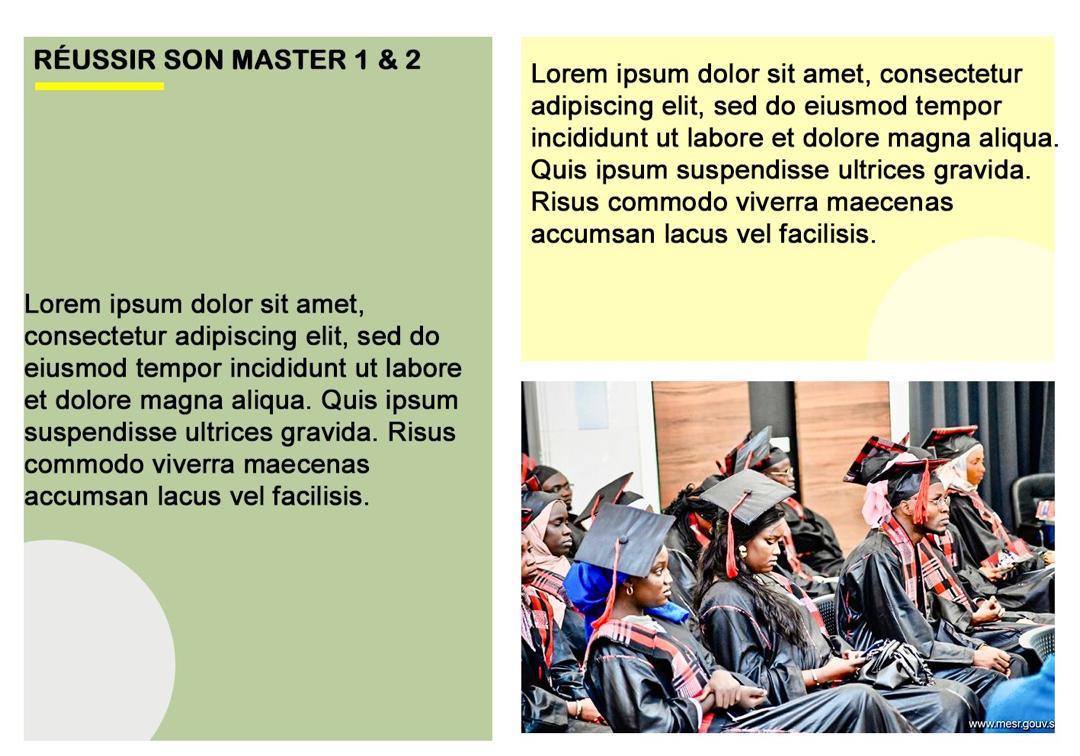 RÉUSSIR SON MASTER 1 & 2
Lorem ipsum dolor sit amet,
consectetur adipiscing elit, sed do
eiusmod tempor incididunt ut labore
et dolore magna aliqua. Quis ipsum
suspendisse ultrices gravida. Risus
commodo viverra maecenas
accumsan lacus vel facilisis.
Lorem ipsum dolor sit amet, consectetur
adipiscing elit, sed do eiusmod tempor
incididunt ut labore et dolore magna aliqua.
Quis ipsum suspendisse ultrices gravida.
Risus commodo viverra maecenas
accumsan lacus vel facilisis.
www.mesr.gouv.s